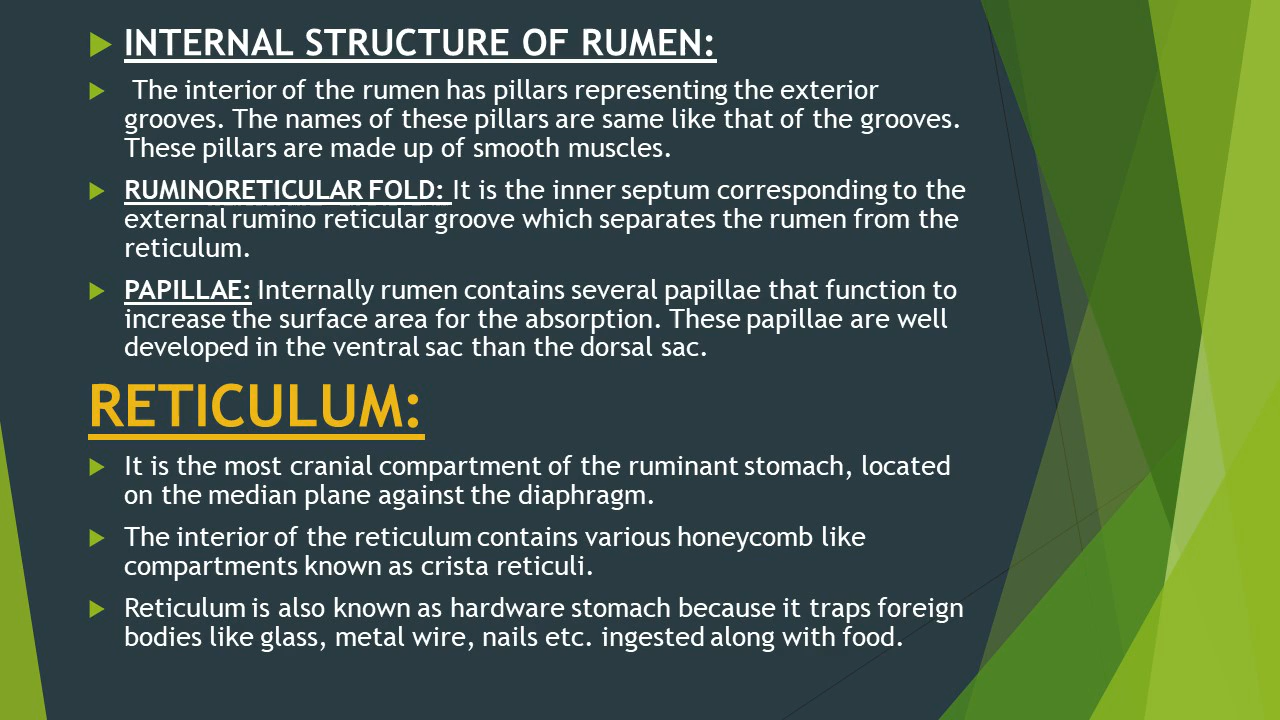 INTERNAL STRUCTURE OF RUMEN:
The interior of the rumen has pillars representing the exterior
grooves. The names of these pillars are same like that of the grooves.
These pillars are made up of smooth muscles.
RUMINORETICULAR FOLD: It is the inner septum corresponding to the
external rumino reticular groove which separates the rumen from the
reticulum.
PAPILLAE: Internally rumen contains several papillae that function to
increase the surface area for the absorption. These papillae are well
developed in the ventral sac than the dorsal sac.
RETICULUM:
It is the most cranial compartment of the ruminant stomach, located
on the median plane against the diaphragm.
The interior of the reticulum contains various honeycomb like
compartments known as crista reticuli.
Reticulum is also known as hardware stomach because it traps foreign
bodies like glass, metal wire, nails etc. ingested along with food.